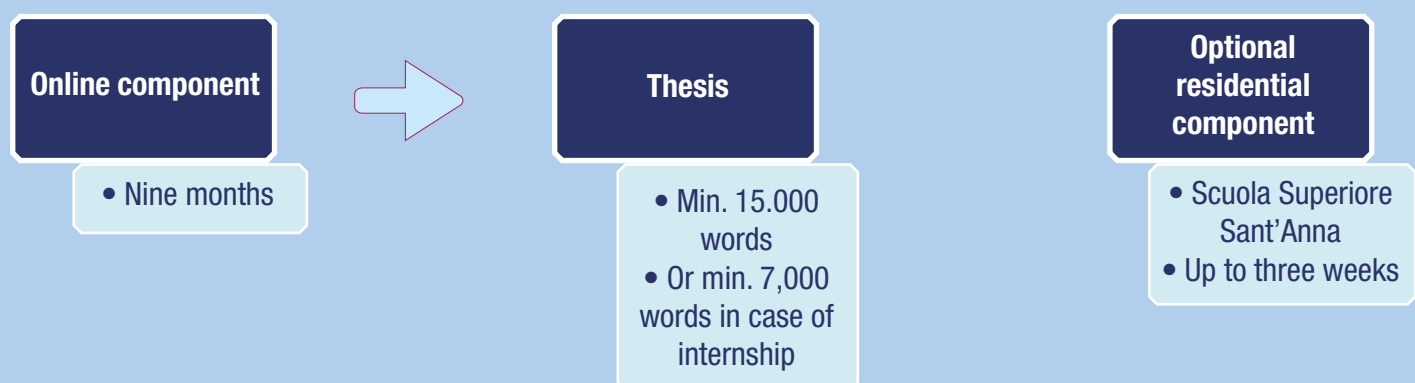 Online component
• Nine months
Thesis
• Min. 15.000
words
• Or min. 7,000
words in case of
internship
Optional
residential
component
• Scuola Superiore
Sant’Anna
• Up to three weeks